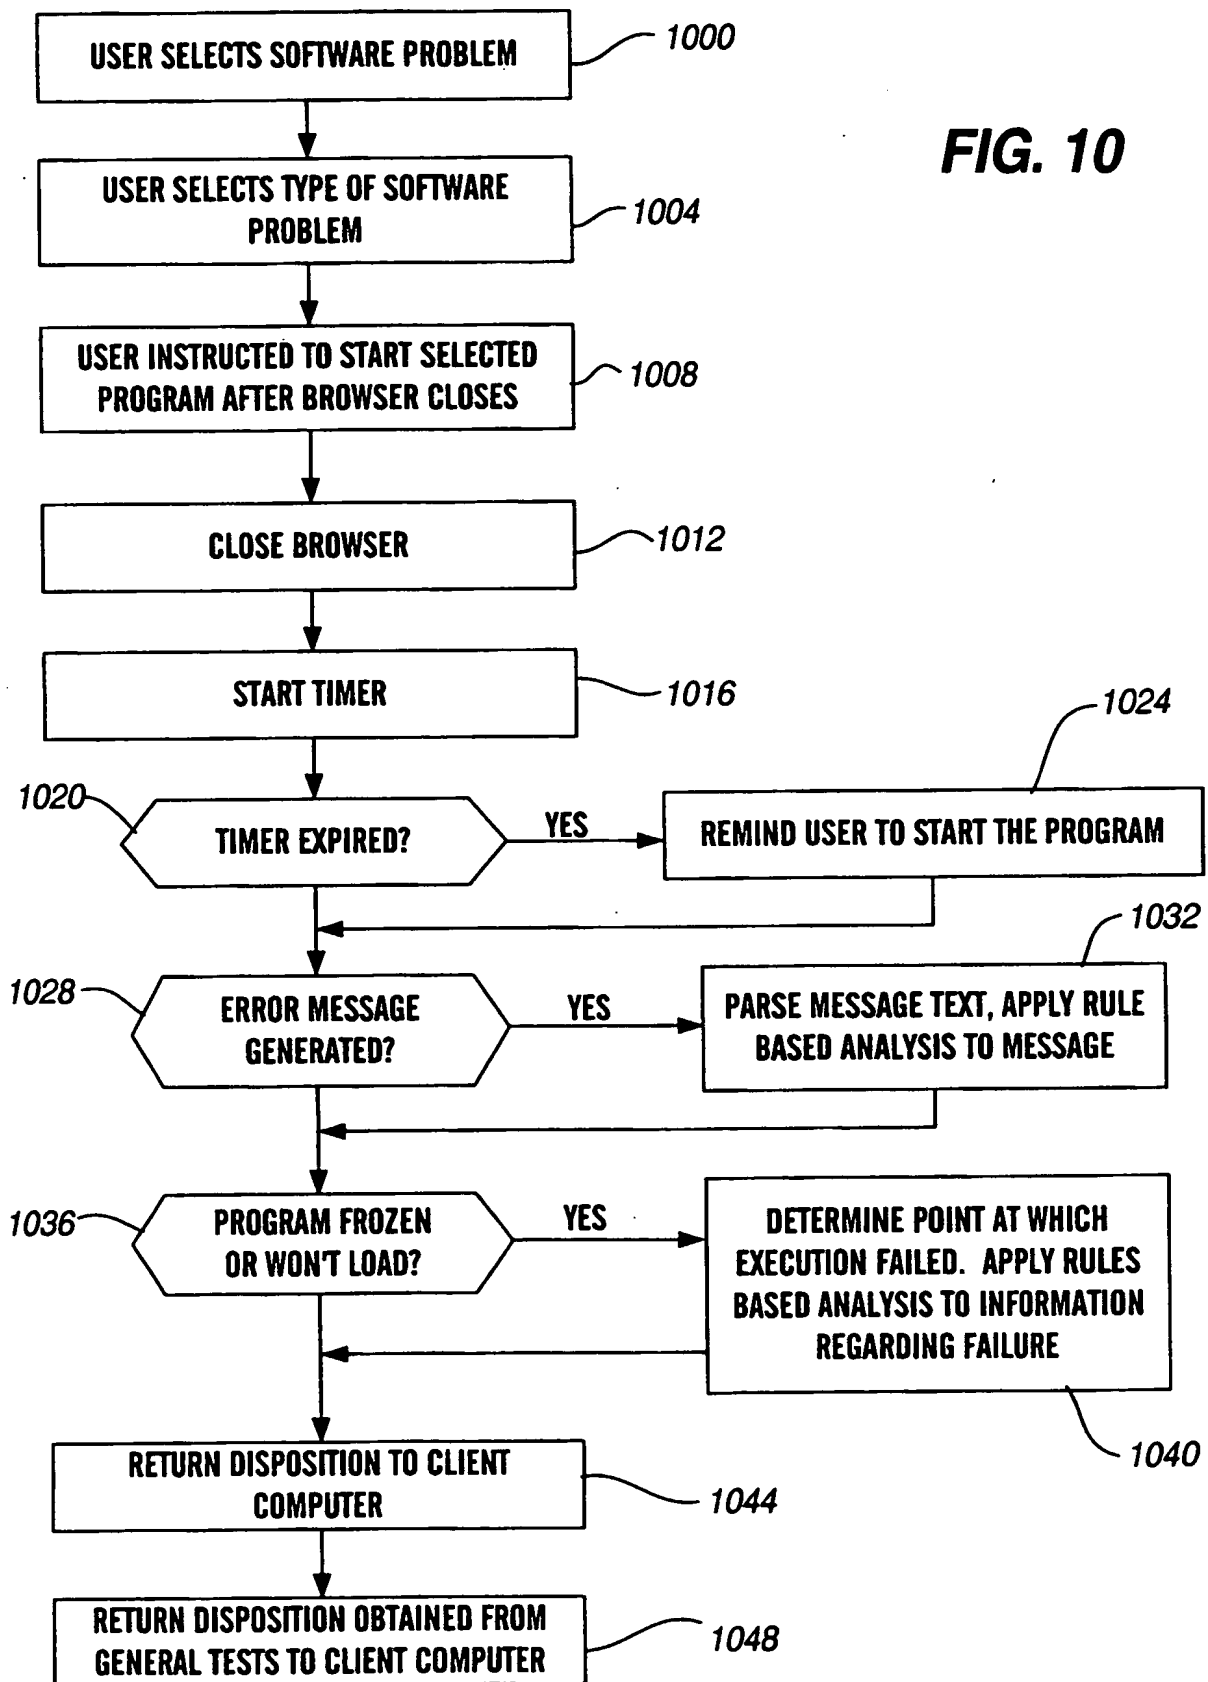 USER SELECTS SOFTWARE PROBLEM
1000
FIG. 10
USER SELECTS TYPE OF SOFTWARE
PROBLEM
1004
USER INSTRUCTED TO START SELECTED
PROGRAM AFTER BROWSER CLOSES
1008
CLOSE BROWSER
1012
START TIMER
1016
1020
TIMER EXPIRED?
YES
1024
REMIND USER TO START THE PROGRAM
1028
ERROR MESSAGE
GENERATED?
YES
1032
PARSE MESSAGE TEXT, APPLY RULE
BASED ANALYSIS TO MESSAGE
1036
PROGRAM FROZEN
OR WON'T LOAD?
YES
DETERMINE POINT AT WHICH
EXECUTION FAILED. APPLY RULES
BASED ANALYSIS TO INFORMATION
REGARDING FAILURE
1040
RETURN DISPOSITION TO CLIENT
COMPUTER
1044
RETURN DISPOSITION OBTAINED FROM
GENERAL TESTS TO CLIENT COMPUTER
1048